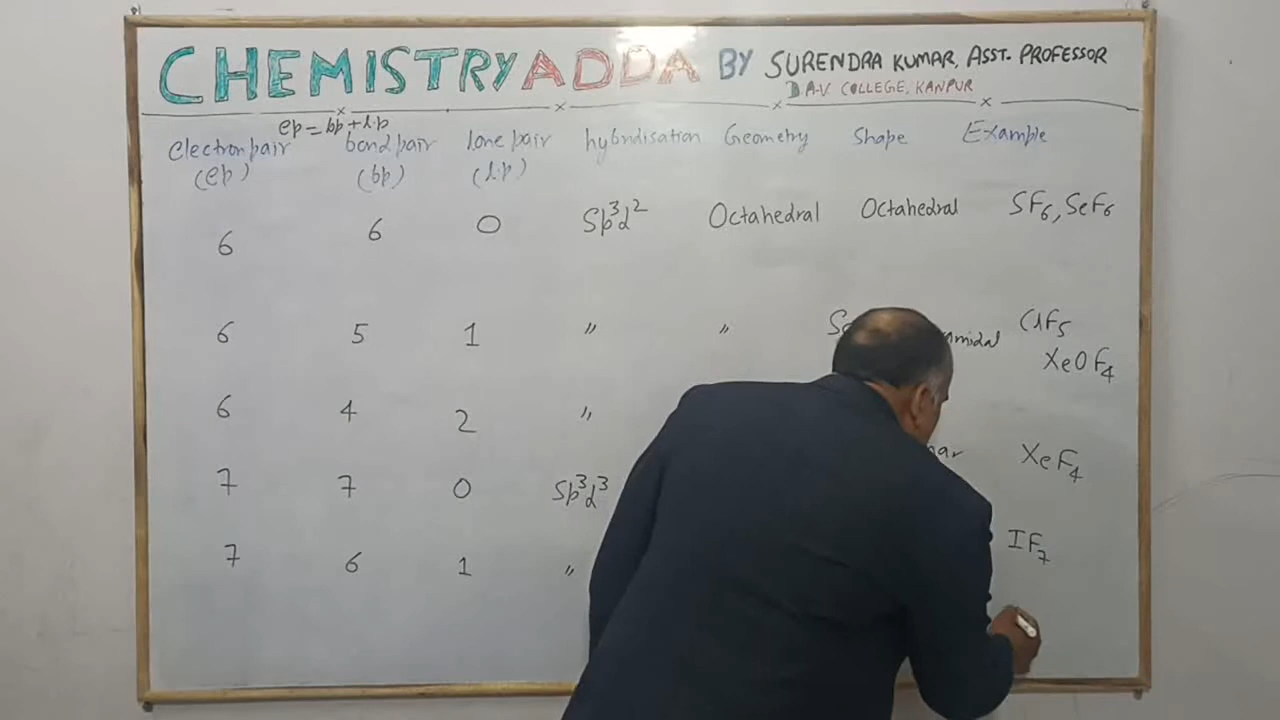 CHEMISTRY ADDA BY SURENDRA KUMAR, ASST. PROFESSOR
D A-V COLLEGE, KANPUR
ep = bp + l.p
electron pair bond pair lone pair hybridisation Geometry Shape Example
(ep) (bp) (l.p)
6 6 0 Sp³d² Octahedral Octahedral SF₆, SeF₆
6 5 1 〃 〃 ClF₅
XeOF₄
6 4 2 〃 XeF₄
7 7 0 Sp³d³ IF₇
7 6 1 〃